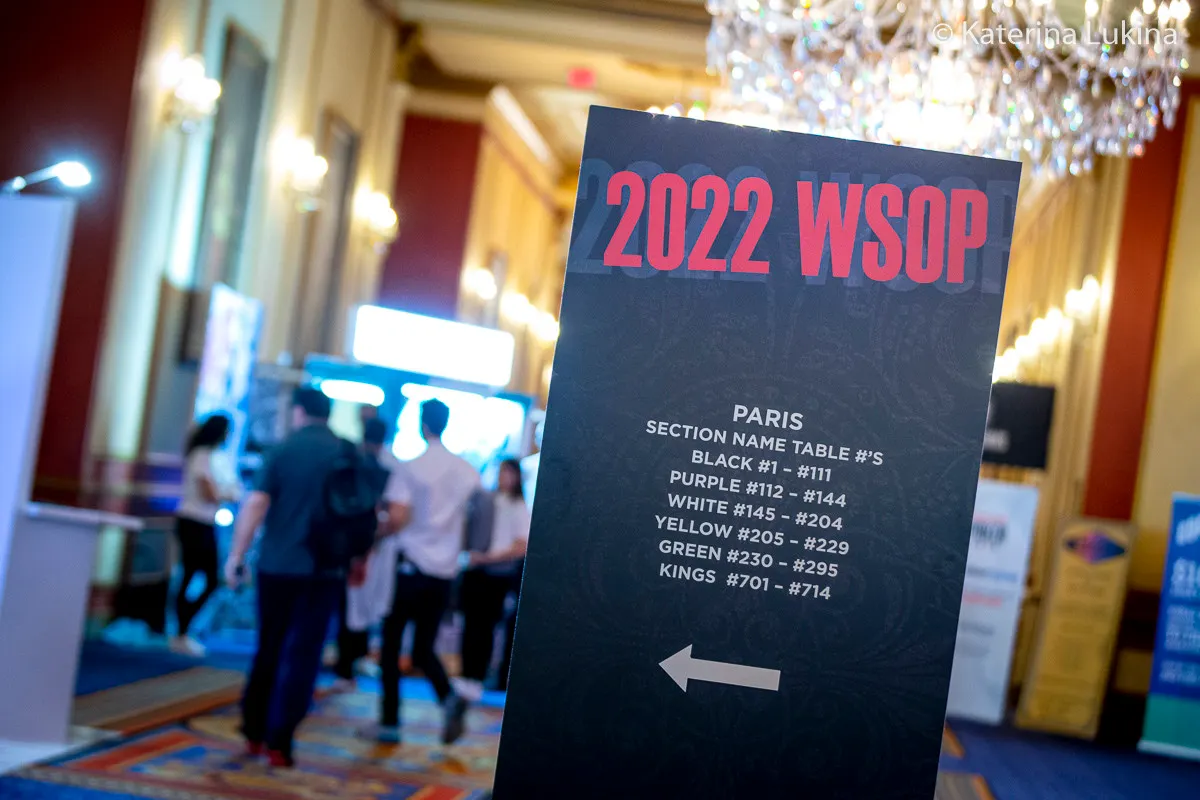 © Katerina Lukina
2022 WSOP
PARIS
SECTION NAME TABLE #'S
BLACK #1 – #111
PURPLE #112 – #144
WHITE #145 – #204
YELLOW #205 – #229
GREEN #230 – #295
KINGS #701 – #714